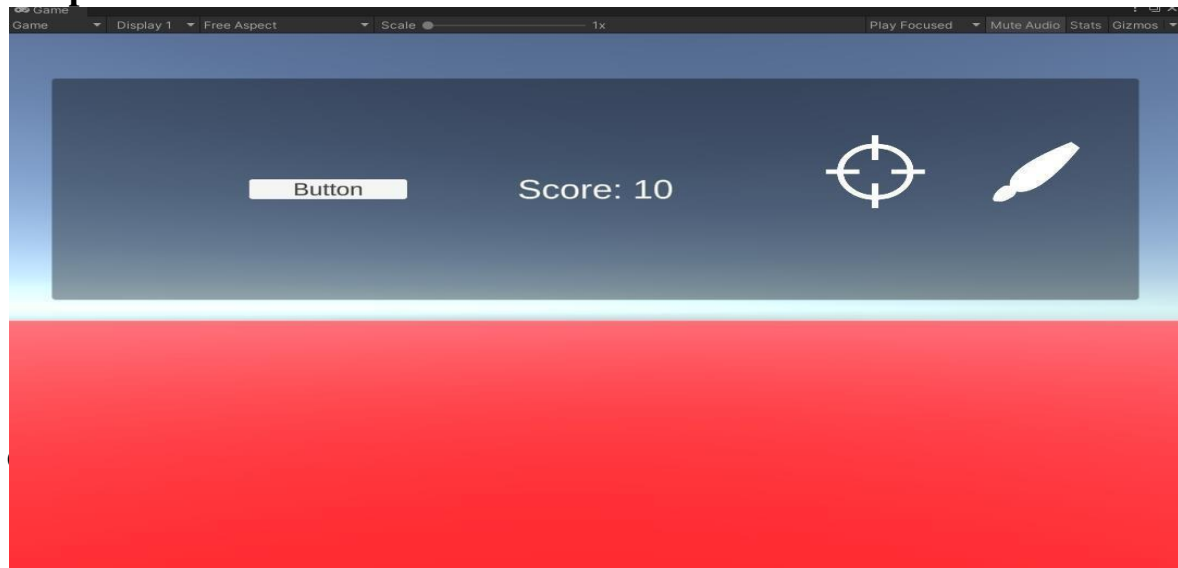 Game
Game Display 1 Free Aspect Scale 1x Play Focused Mute Audio Stats Gizmos
Button Score: 10